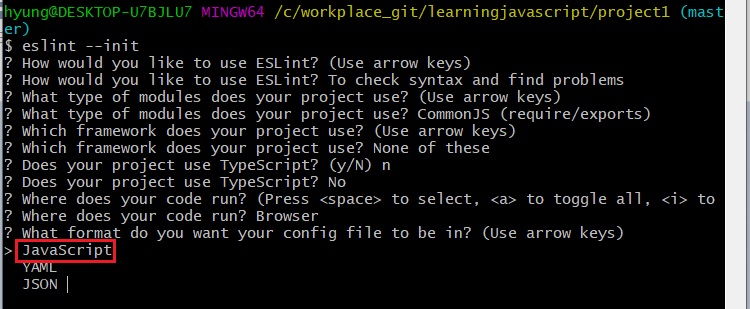 hyung@DESKTOP-U7BJLU7 MINGW64 /c/workplace_git/learningjavascript/project1 (mast
er)
$ eslint --init
? How would you like to use ESLint? (Use arrow keys)
? How would you like to use ESLint? To check syntax and find problems
? What type of modules does your project use? (Use arrow keys)
? What type of modules does your project use? CommonJS (require/exports)
? Which framework does your project use? (Use arrow keys)
? Which framework does your project use? None of these
? Does your project use TypeScript? (y/N) n
? Does your project use TypeScript? No
? Where does your code run? (Press <space> to select, <a> to toggle all, <i> to
? Where does your code run? Browser
? What format do you want your config file to be in? (Use arrow keys)
> JavaScript
YAML
JSON